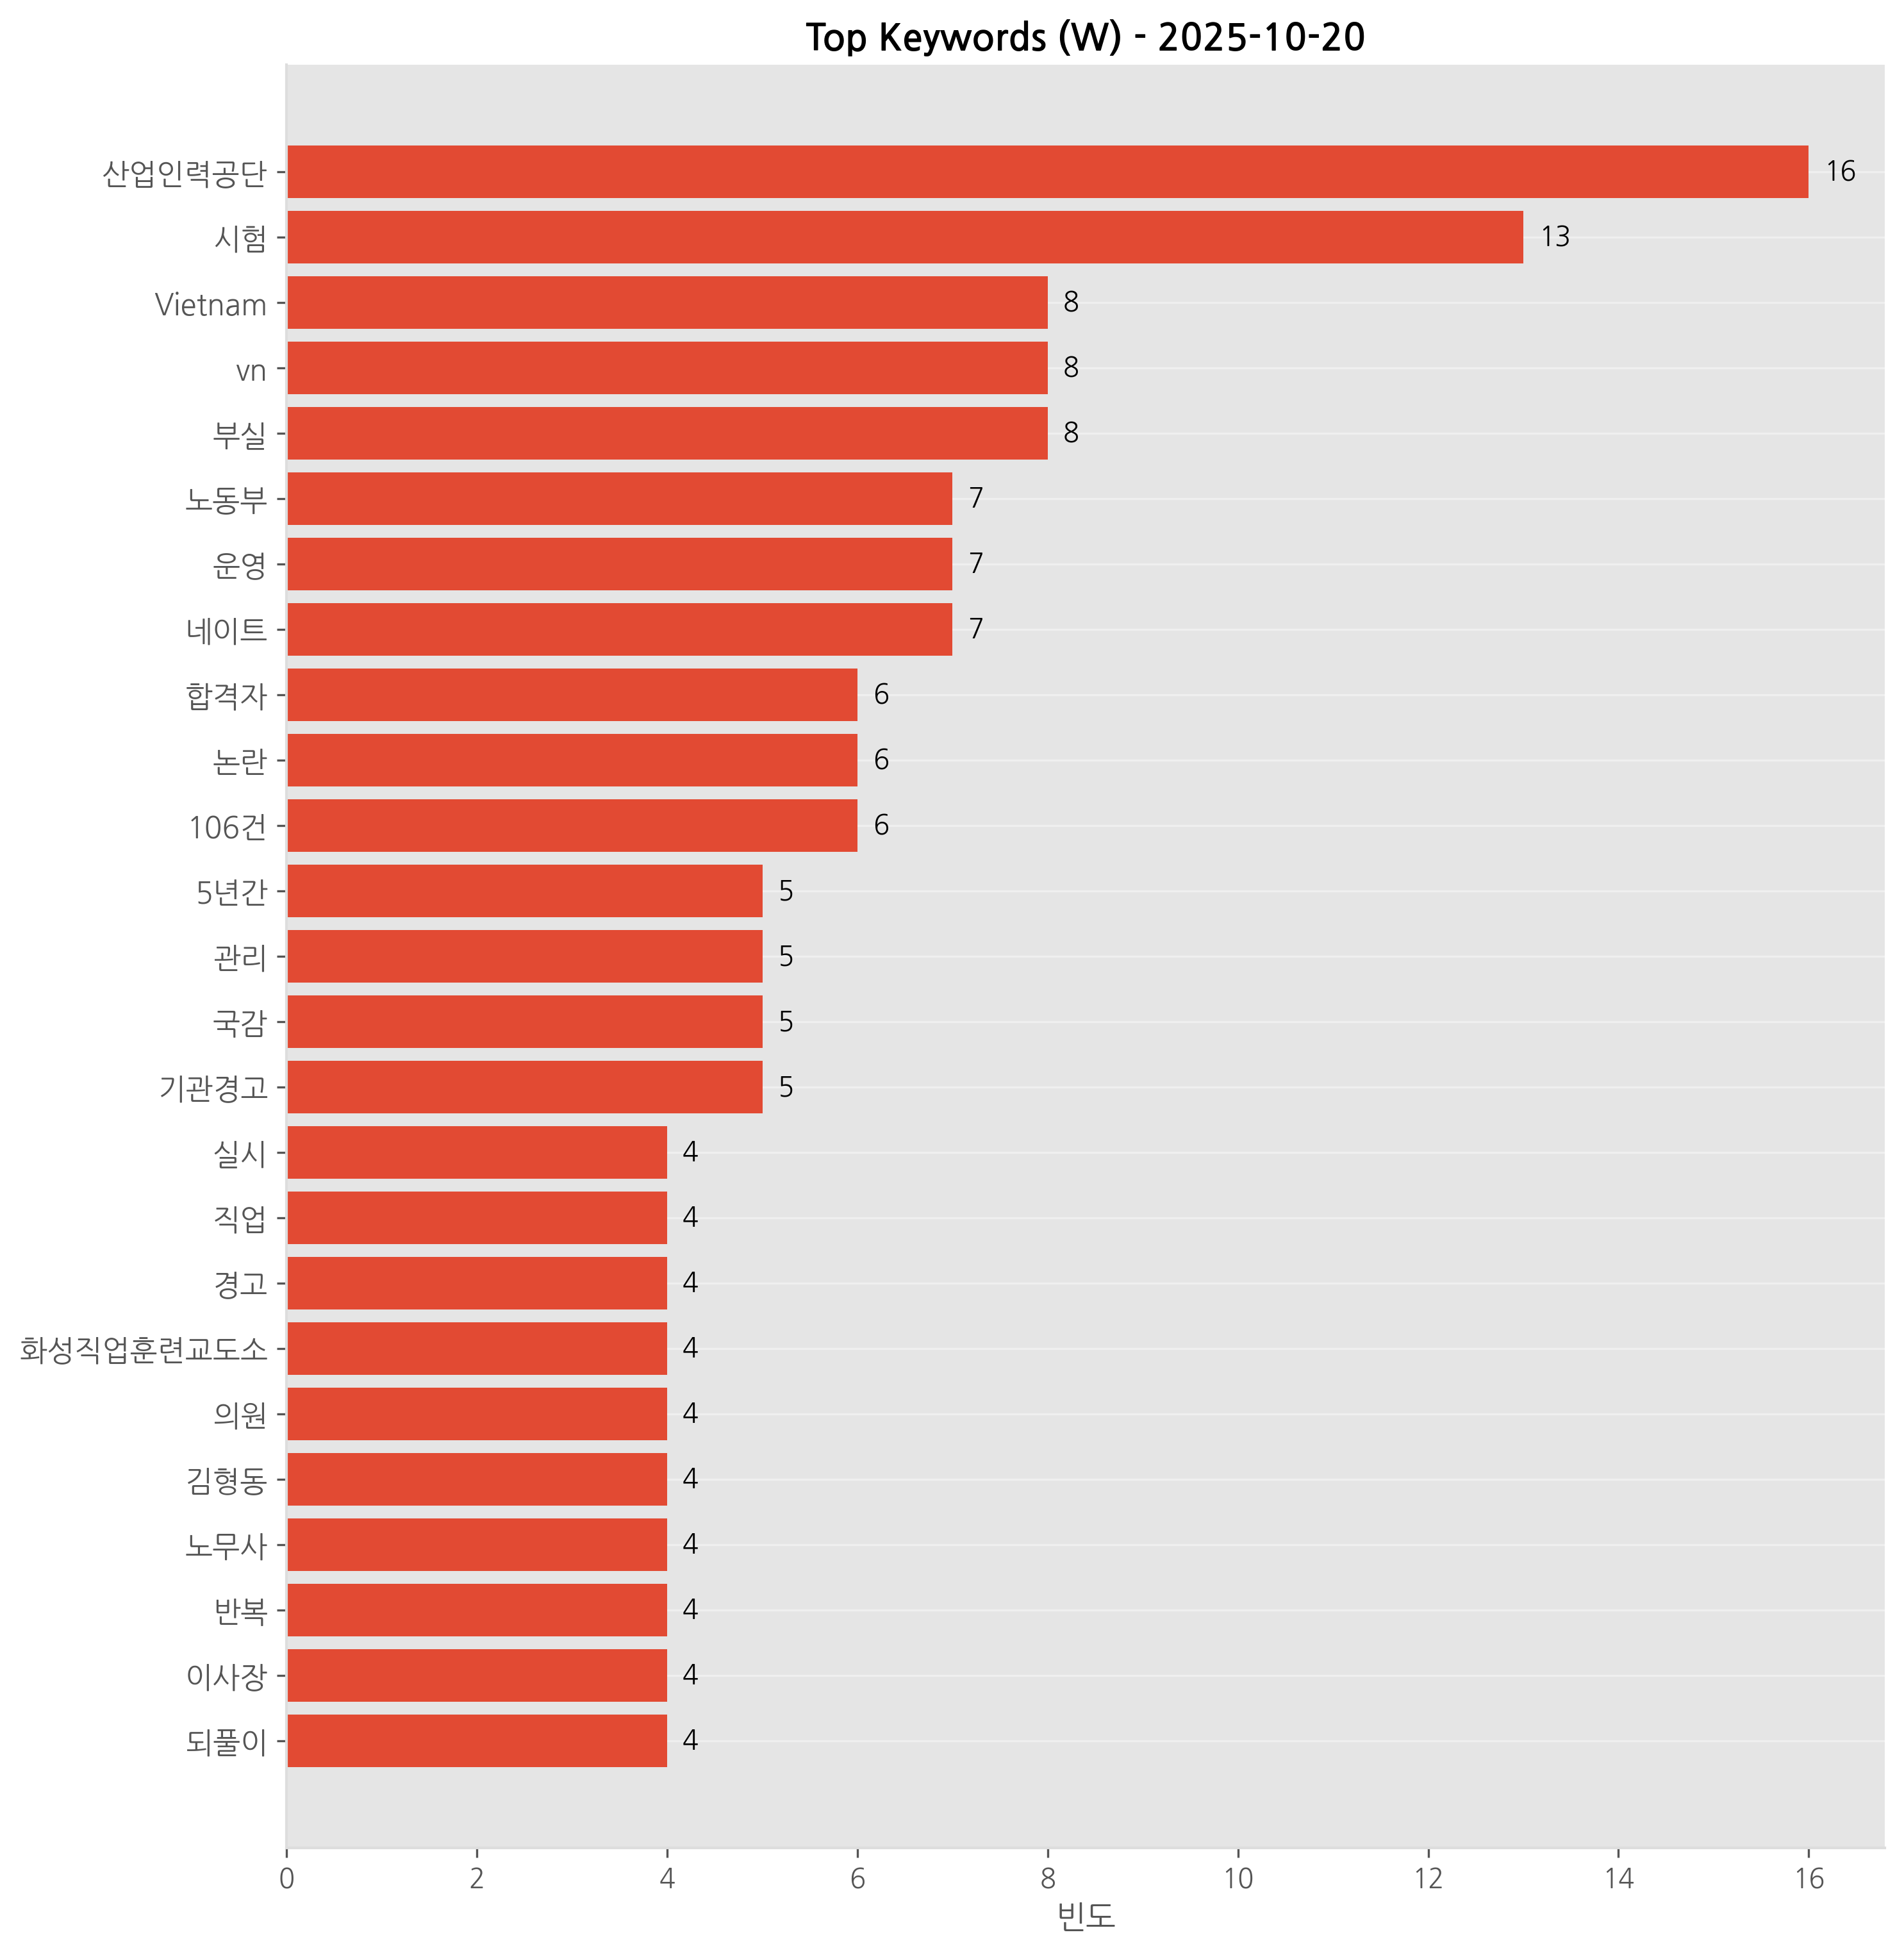 Top Keywords (W) - 2025-10-20
산업인력공단 16
시험 13
Vietnam 8
vn 8
부실 8
노동부 7
운영 7
네이트 7
합격자 6
논란 6
106건 6
5년간 5
관리 5
국감 5
기관경고 5
실시 4
직업 4
경고 4
화성직업훈련교도소 4
의원 4
김형동 4
노무사 4
반복 4
이사장 4
되풀이 4
0 2 4 6 8 10 12 14 16
빈도